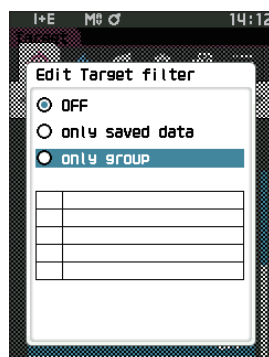 I+E M 14:12
Target
Edit Target filter
OFF
only saved data
only group